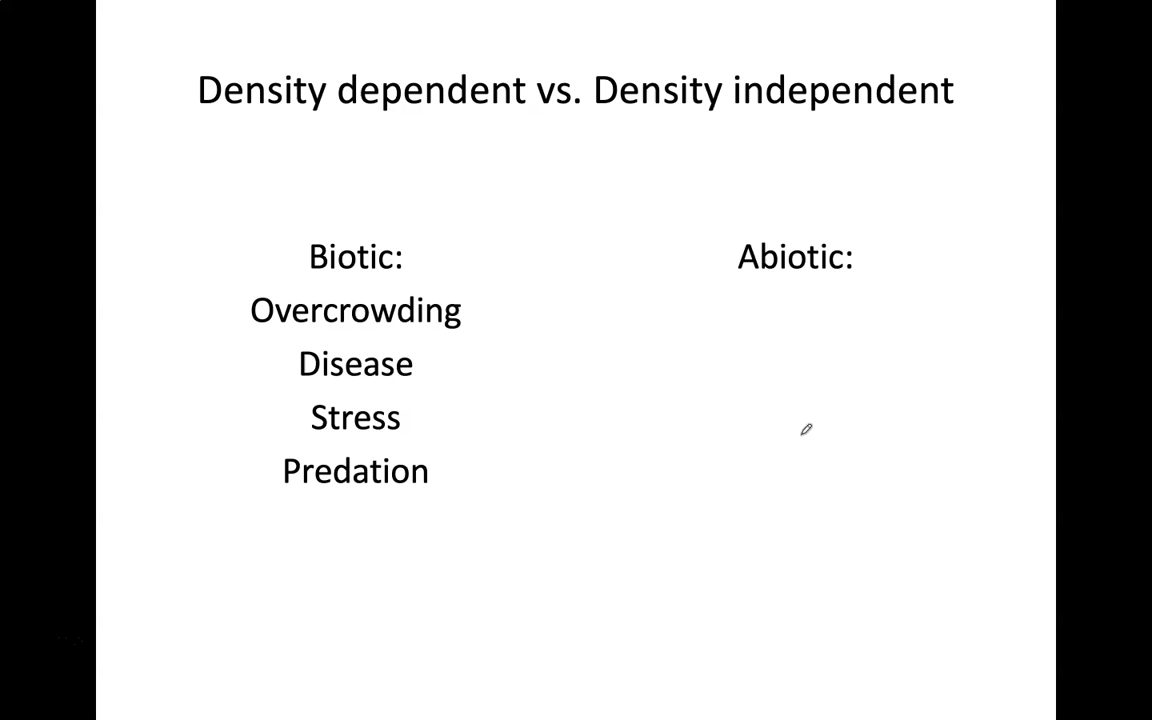 Density dependent vs. Density independent
Biotic:
Overcrowding
Disease
Stress
Predation
Abiotic: